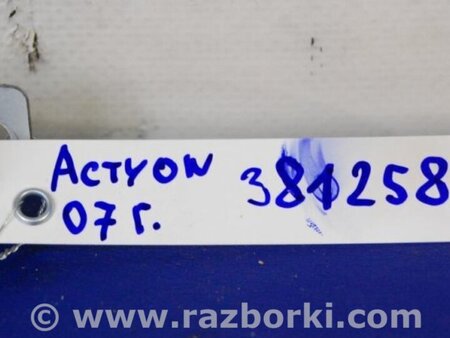 ACTYON 381258
07 г.
© www.razborki.com